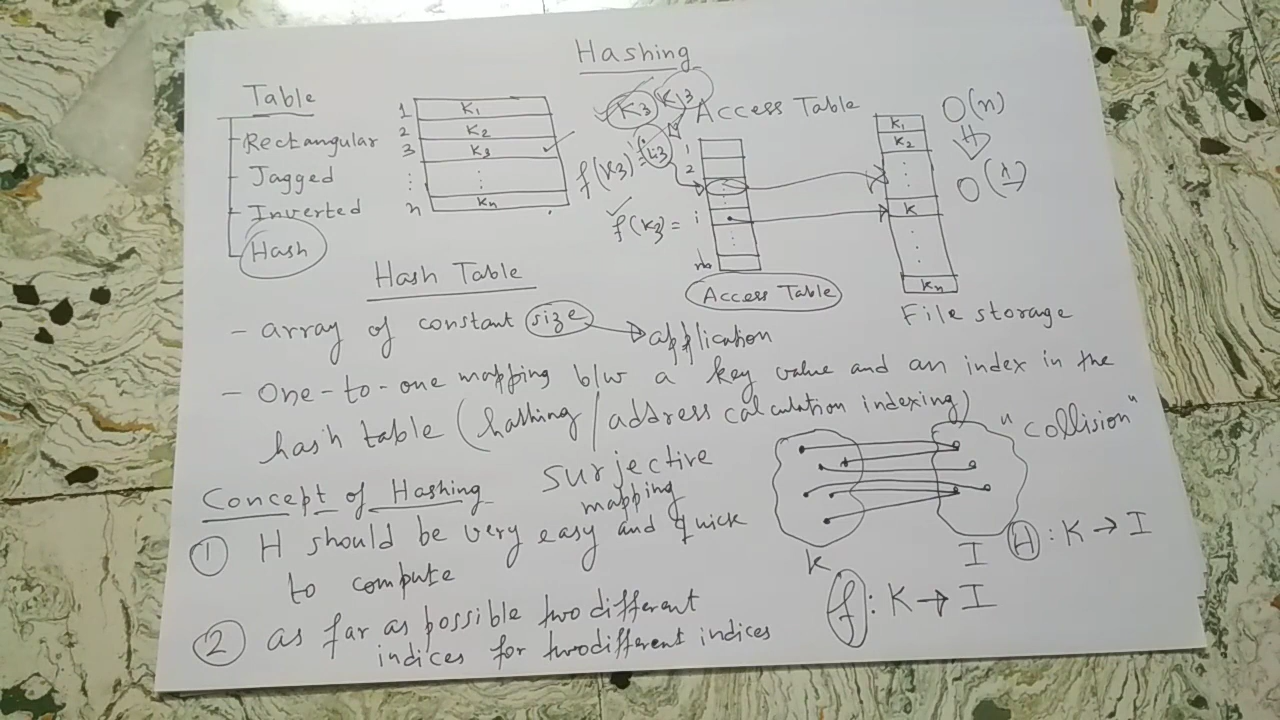 Hashing
Table
Rectangular
Jagged
Inverted
Hash
1 K1
2 K2
3 K3
⋮ ⋮
n Kn
K3 K13
Access Table
f(K3)
1
2
f(K3 = i
Access Table
K1
K2
⋮
K
⋮
Kn
File storage
O(n)
H
O(1)
Hash Table
- array of constant size → application
- One-to-one mapping b/w a key value and an index in the
hash table (hashing/address calculation indexing)
"collision"
surjective
mapping
Concept of Hashing
① H should be very easy and quick
to compute
② as far as possible two different
indices for two different indices
K
I
H : K → I
f : K → I